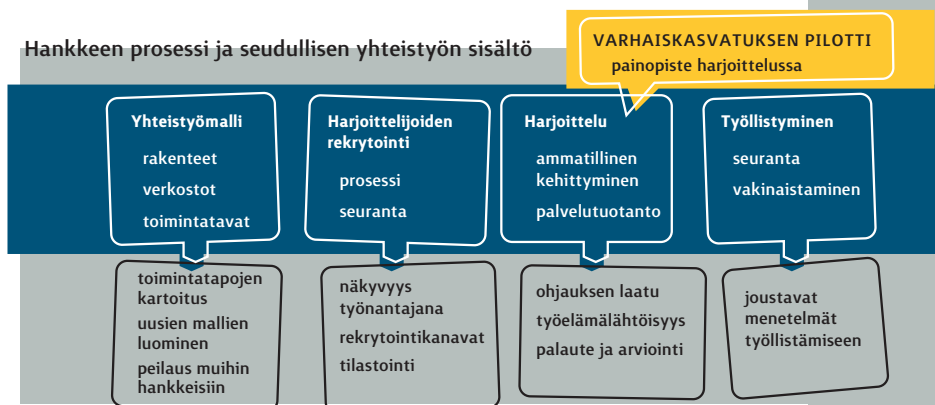 Hankkeen prosessi ja seudullisen yhteistyön sisältö
VARHAISKASVATUKSEN PILOTTI
painopiste harjoittelussa
Yhteistyömalli
rakenteet
verkostot
toimintatavat
Harjoittelijoiden
rekrytointi
prosessi
seuranta
Harjoittelu
ammatillinen
kehittyminen
palvelutuotanto
Työllistyminen
seuranta
vakinaistaminen
toimintatapojen
kartoitus
uusien mallien
luominen
peilaus muihin
hankkeisiin
näkyvyys
työnantajana
rekrytointikanavat
tilastointi
ohjauksen laatu
työelämälähtöisyys
palaute ja arviointi
joustavat
menetelmät
työllistämiseen